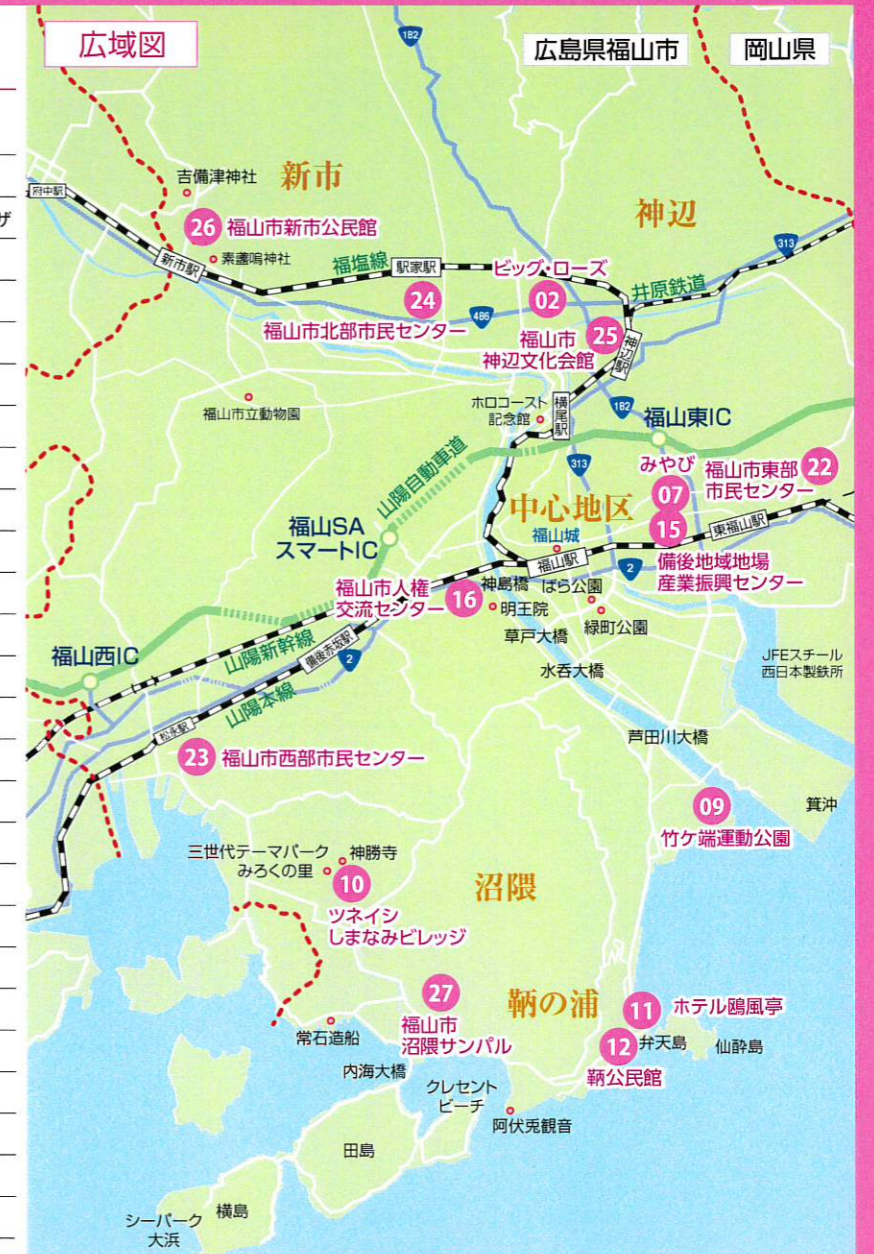 広域図
182
広島県福山市
岡山県
吉備津神社
新市
府中駅
ザ
神辺
26
福山市新市公民館
313
新市駅
素盞嗚神社
福塩線
駅家駅
ビッグ・ローズ
井原鉄道
24
02
486
福山市北部市民センター
福山市
神辺文化会館
25
神辺駅
福山市立動物園
ホロコースト
記念館
横尾駅
182
福山東IC
山陽自動車道
313
みやび
07
福山市東部
市民センター
22
中心地区
福山SA
スマートIC
福山城
15
東福山駅
福山駅
2
備後地域地場
産業振興センター
福山市人権
交流センター
16
神島橋
明王院
ばら公園
緑町公園
草戸大橋
福山西IC
山陽新幹線
備後赤坂駅
2
水呑大橋
JFEスチール
西日本製鉄所
山陽本線
松永駅
23
福山市西部市民センター
芦田川大橋
09
箕沖
竹ケ端運動公園
三世代テーマパーク
みろくの里
神勝寺
10
ツネイシ
しまなみビレッジ
沼隈
27
福山市
沼隈サンパル
鞆の浦
11
ホテル鷗風亭
12
弁天島
仙酔島
鞆公民館
常石造船
内海大橋
クレセント
ビーチ
阿伏兎観音
田島
横島
シーパーク
大浜